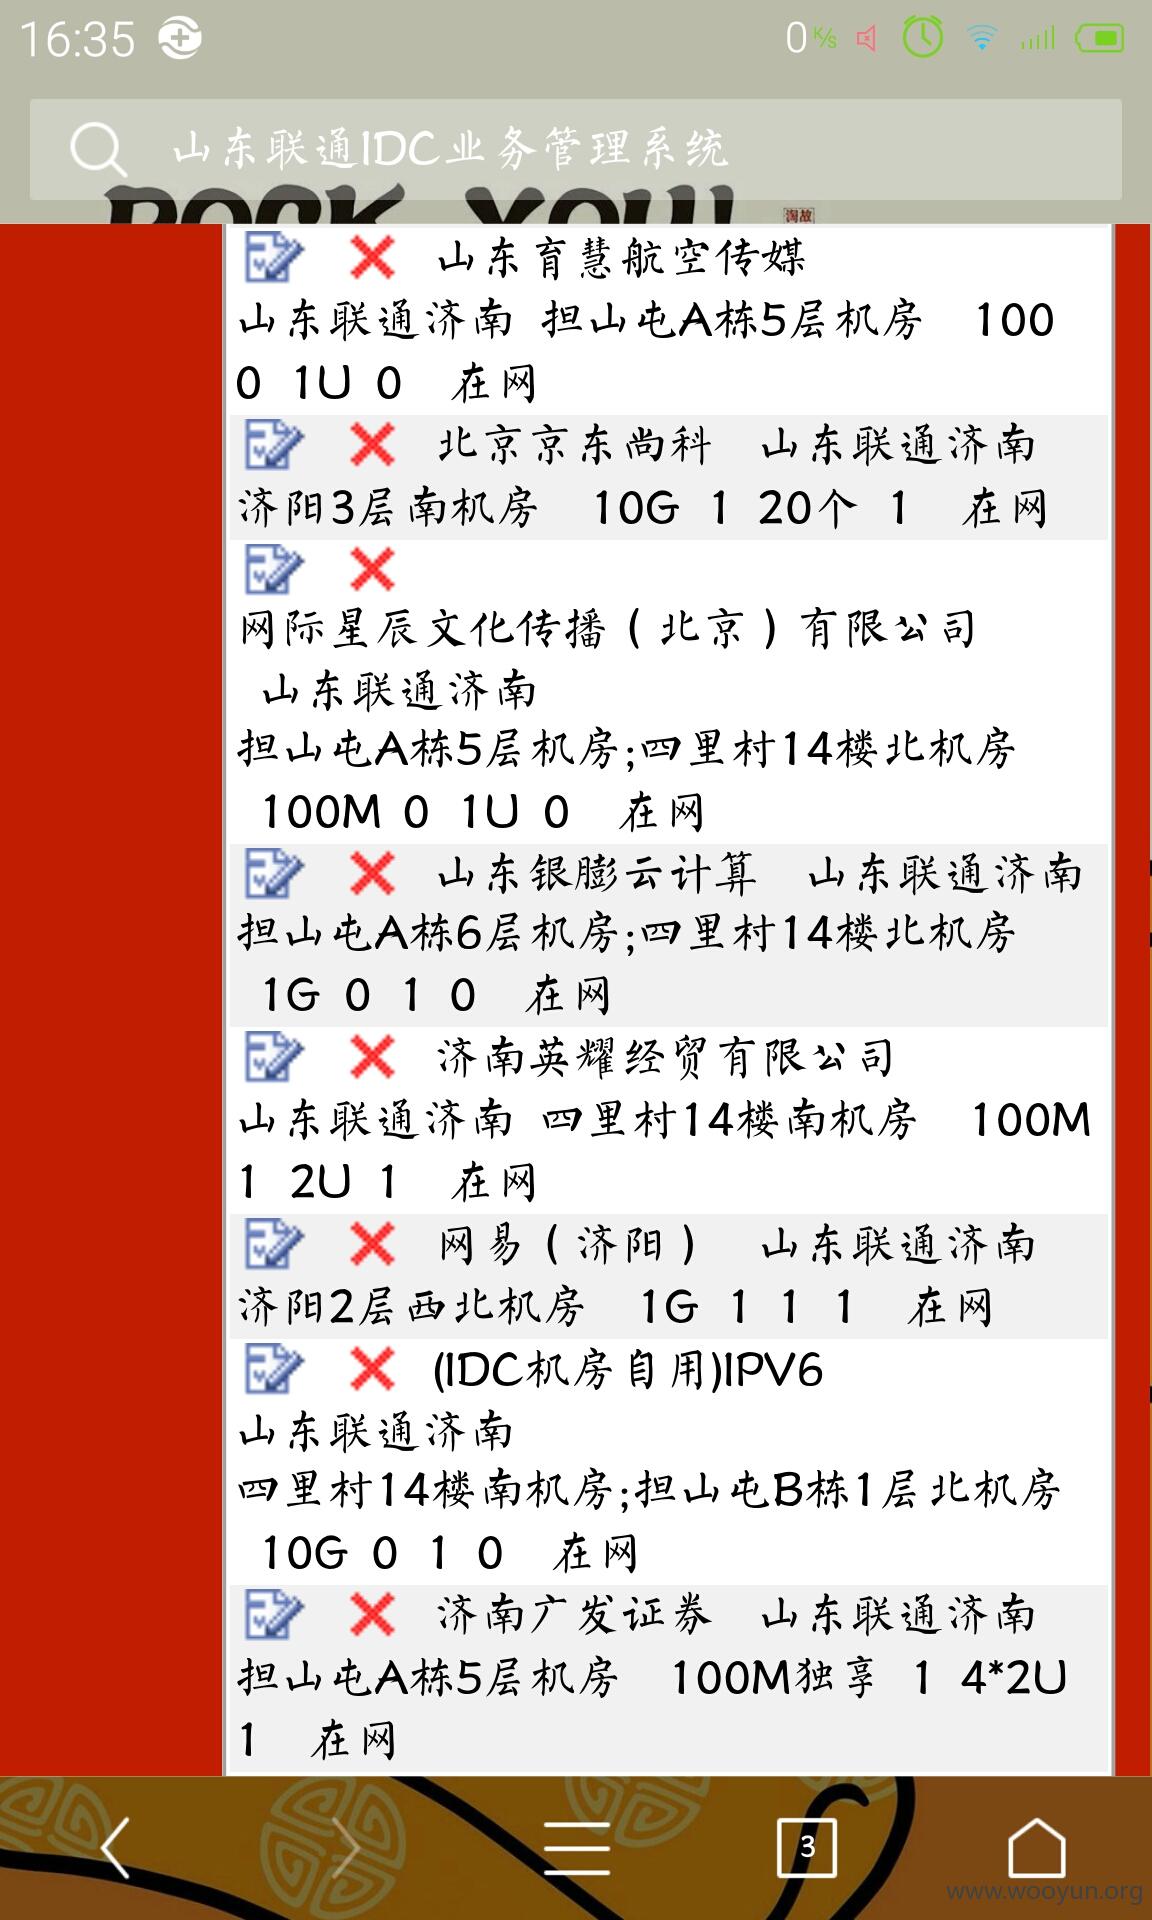 16:35
0 K/s
山东联通IDC业务管理系统
ROCK YOU!
淘故
山东育慧航空传媒
山东联通济南 担山屯A栋5层机房 100
0 1U 0 在网
北京京东尚科 山东联通济南
济阳3层南机房 10G 1 20个 1 在网
网际星辰文化传播(北京)有限公司
山东联通济南
担山屯A栋5层机房;四里村14楼北机房
100M 0 1U 0 在网
山东银膨云计算 山东联通济南
担山屯A栋6层机房;四里村14楼北机房
1G 0 1 0 在网
济南英耀经贸有限公司
山东联通济南 四里村14楼南机房 100M
1 2U 1 在网
网易(济阳) 山东联通济南
济阳2层西北机房 1G 1 1 1 在网
(IDC机房自用)IPV6
山东联通济南
四里村14楼南机房;担山屯B栋1层北机房
10G 0 1 0 在网
济南广发证券 山东联通济南
担山屯A栋5层机房 100M独享 1 4*2U
1 在网
3
www.wooyun.org